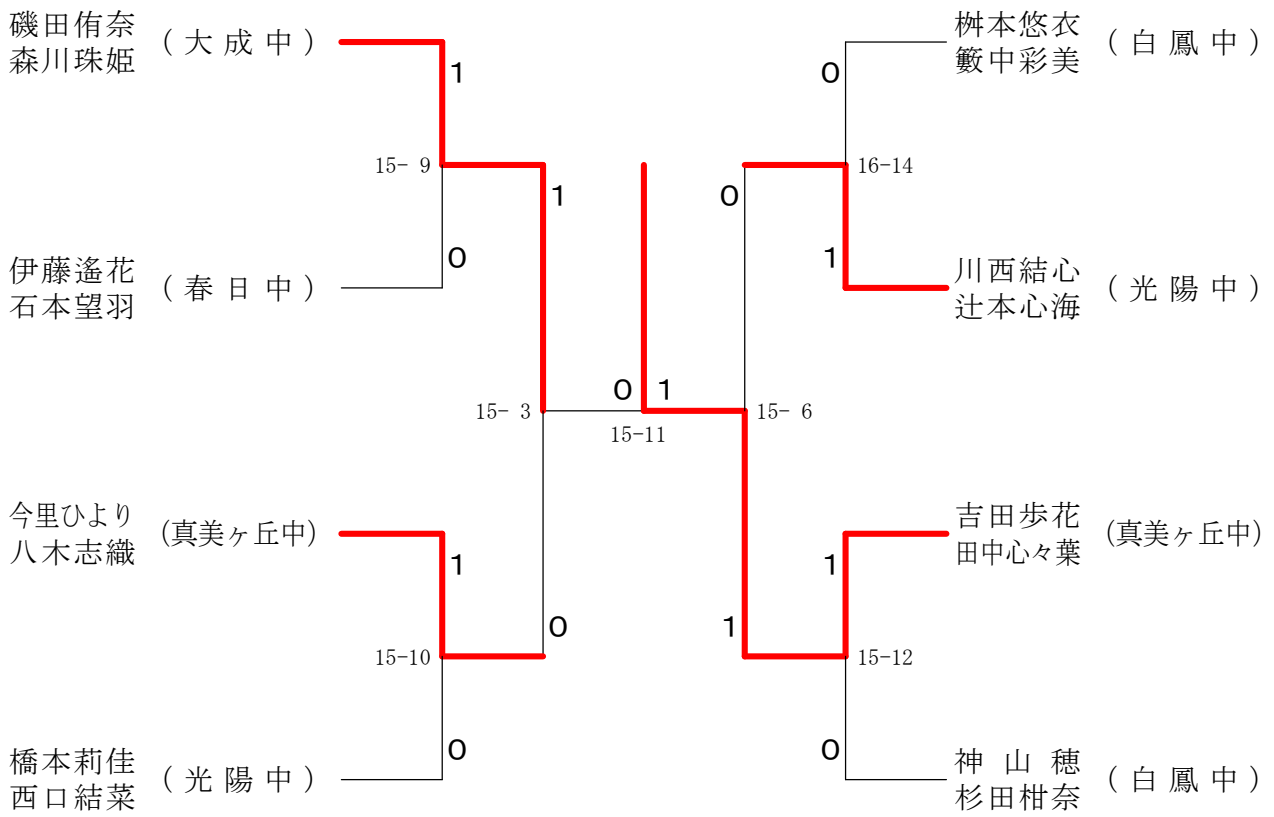 磯田侑奈
森川珠姫
(大成中)
1
15- 9
0
伊藤遙花
石本望羽
(春日中)
1
15- 3
0
今里ひより
八木志織
(真美ヶ丘中)
1
15-10
0
橋本莉佳
西口結菜
(光陽中)
0 1
15-11
桝本悠衣
籔中彩美
(白鳳中)
0
16-14
1
川西結心
辻本心海
(光陽中)
0
15- 6
1
吉田歩花
田中心々葉
(真美ヶ丘中)
1
15-12
0
神山穂
杉田柑奈
(白鳳中)